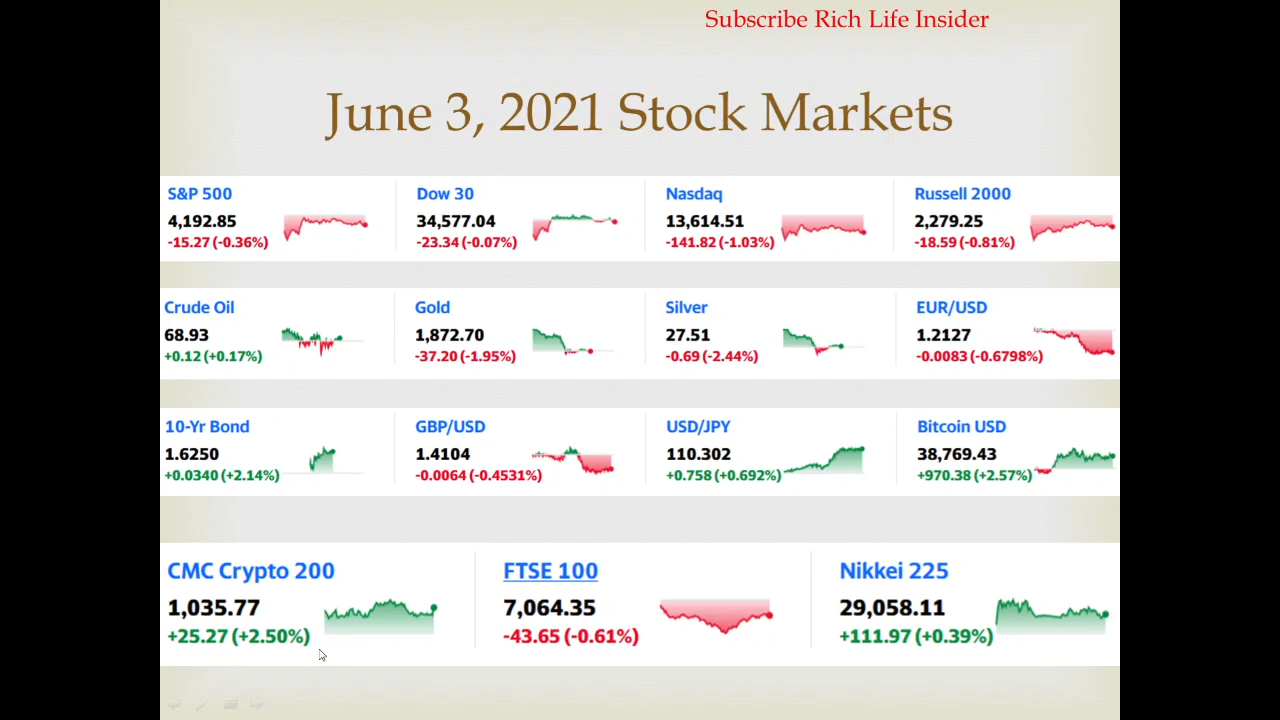 Subscribe Rich Life Insider
June 3, 2021 Stock Markets
S&P 500
4,192.85
-15.27 (-0.36%)
Dow 30
34,577.04
-23.34 (-0.07%)
Nasdaq
13,614.51
-141.82 (-1.03%)
Russell 2000
2,279.25
-18.59 (-0.81%)
Crude Oil
68.93
+0.12 (+0.17%)
Gold
1,872.70
-37.20 (-1.95%)
Silver
27.51
-0.69 (-2.44%)
EUR/USD
1.2127
-0.0083 (-0.6798%)
10-Yr Bond
1.6250
+0.0340 (+2.14%)
GBP/USD
1.4104
-0.0064 (-0.4531%)
USD/JPY
110.302
+0.758 (+0.692%)
Bitcoin USD
38,769.43
+970.38 (+2.57%)
CMC Crypto 200
1,035.77
+25.27 (+2.50%)
FTSE 100
7,064.35
-43.65 (-0.61%)
Nikkei 225
29,058.11
+111.97 (+0.39%)